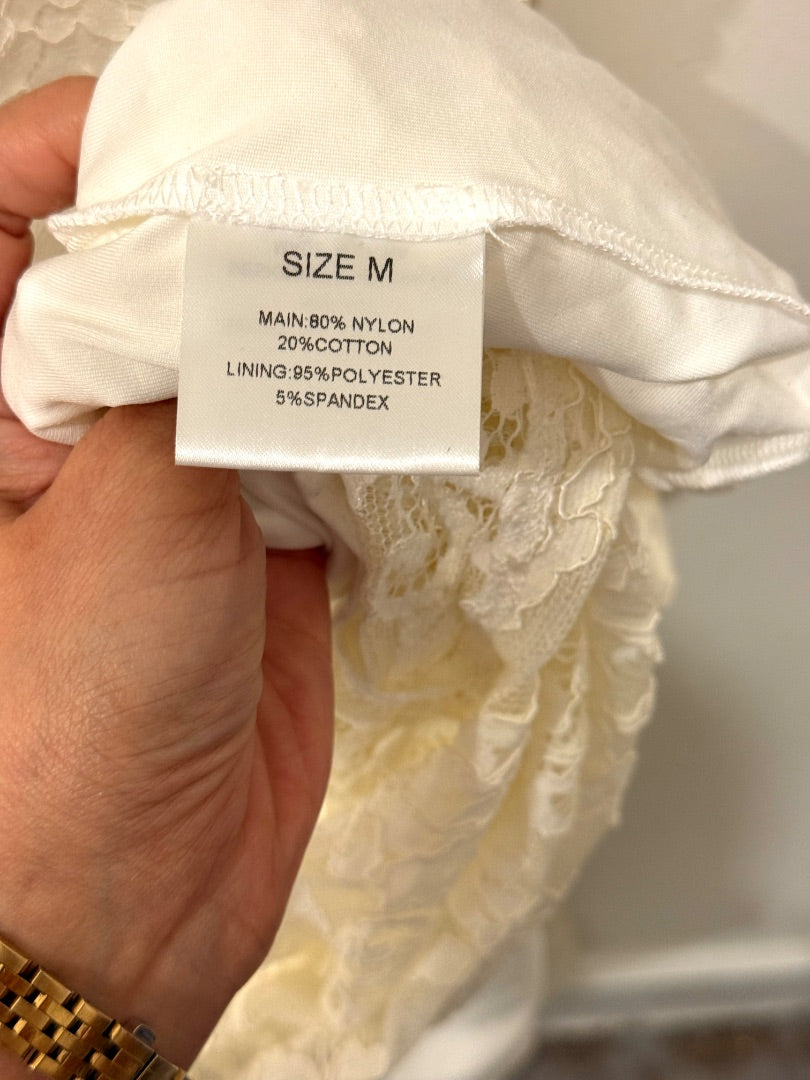 SIZE M
MAIN:80% NYLON
20%COTTON
LINING:95%POLYESTER
5%SPANDEX